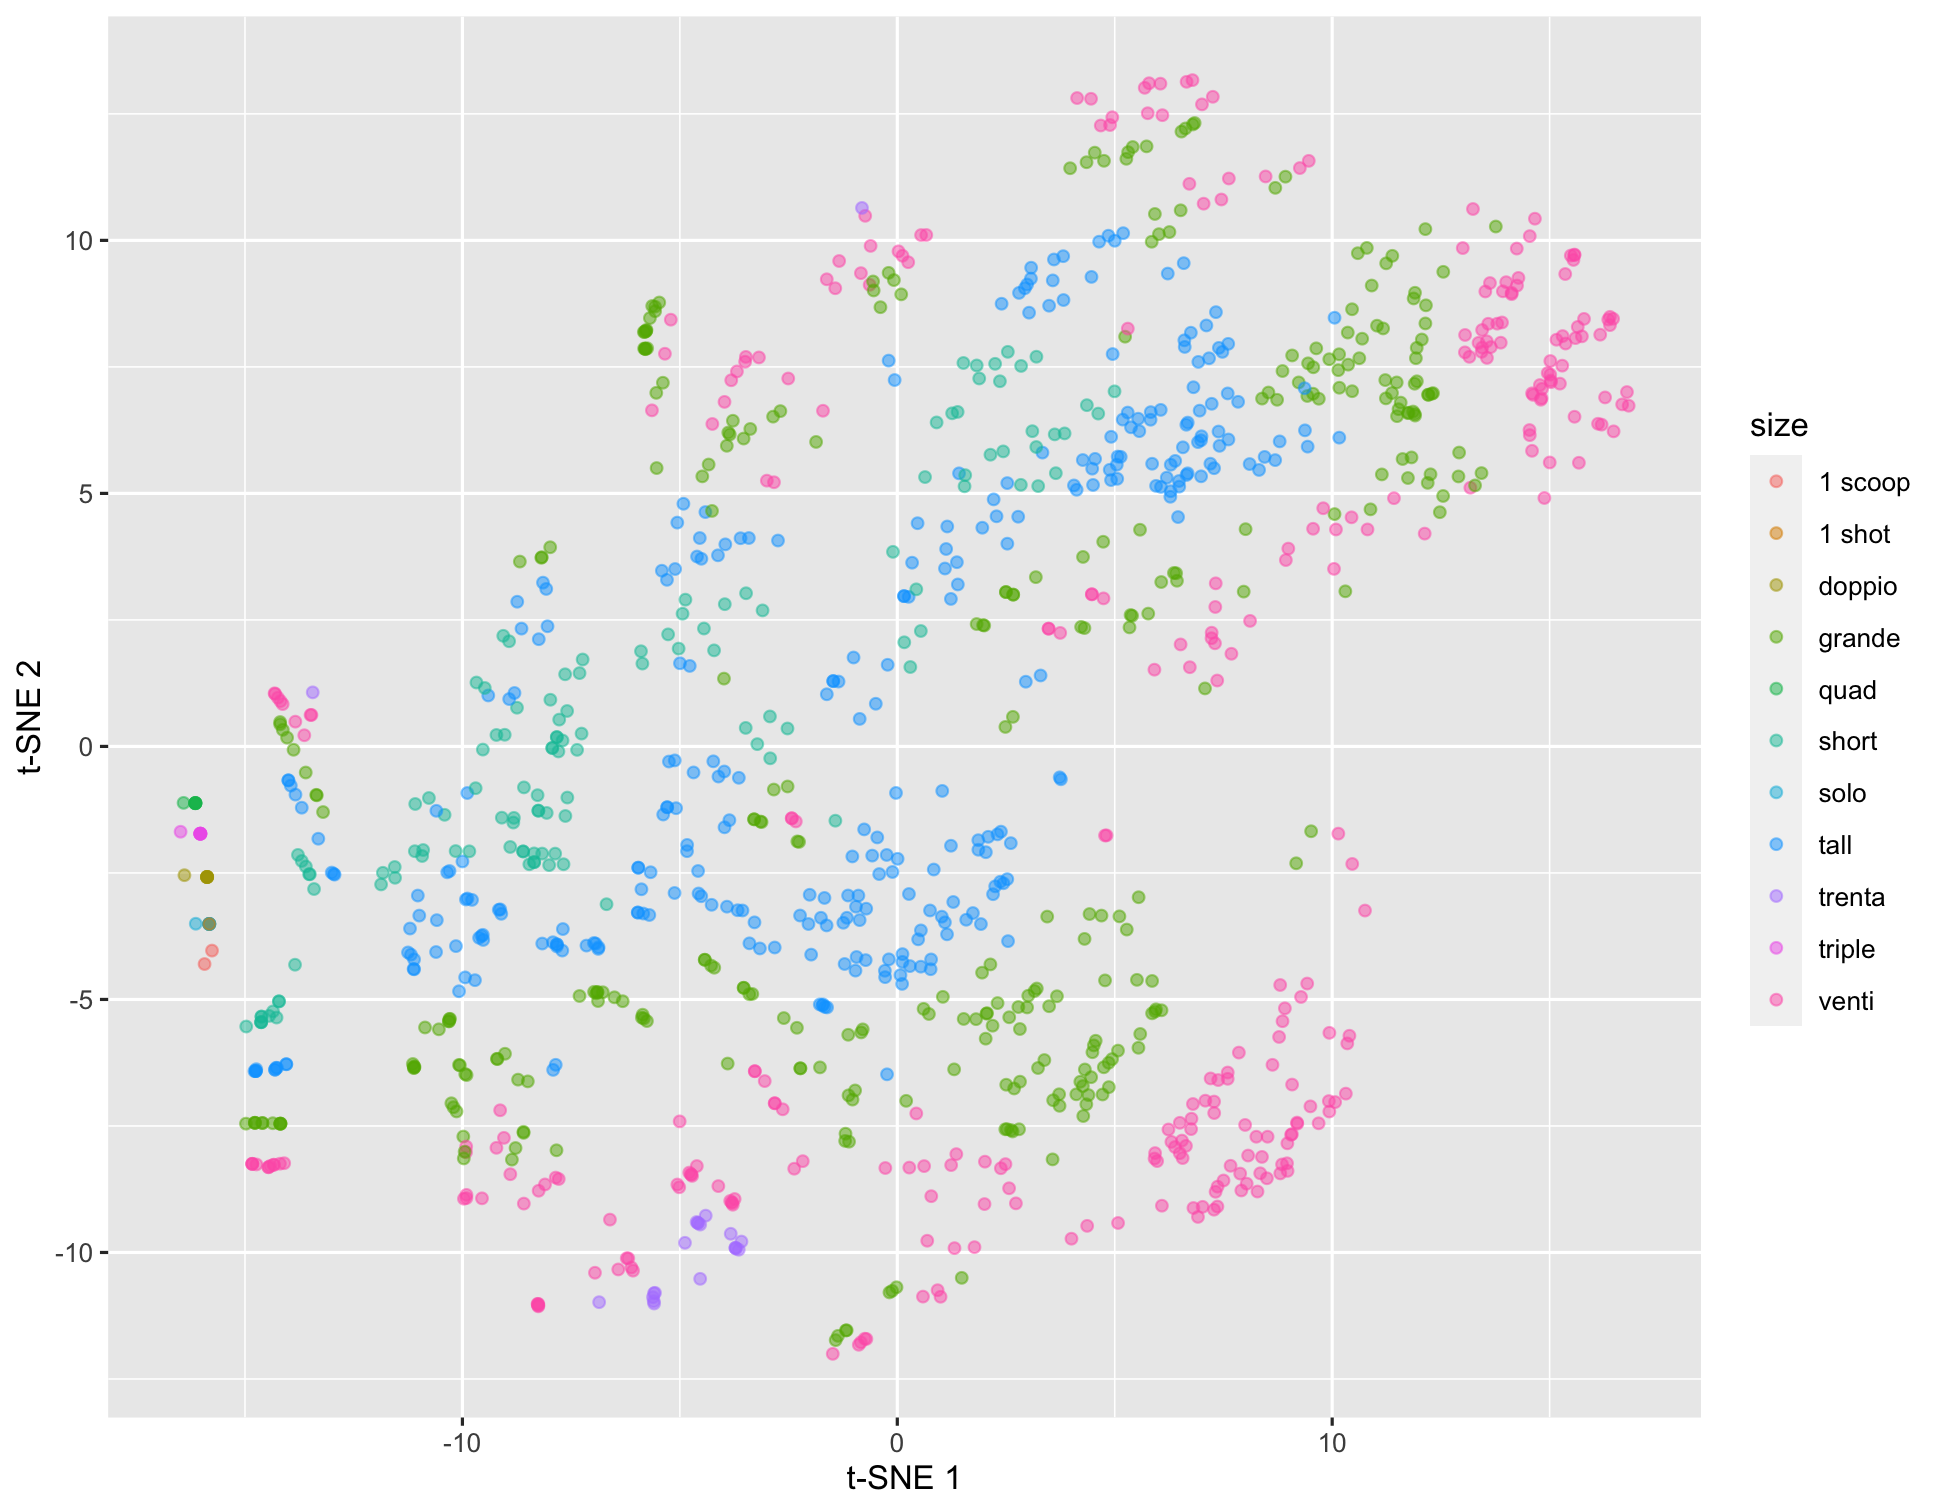 10
5
0
-5
-10
t-SNE 2
-10
0
10
t-SNE 1
size
1 scoop
1 shot
doppio
grande
quad
short
solo
tall
trenta
triple
venti